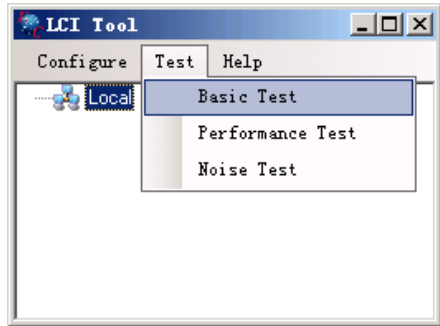 LCI Tool
Configure Test Help
Local
Basic Test
Performance Test
Noise Test